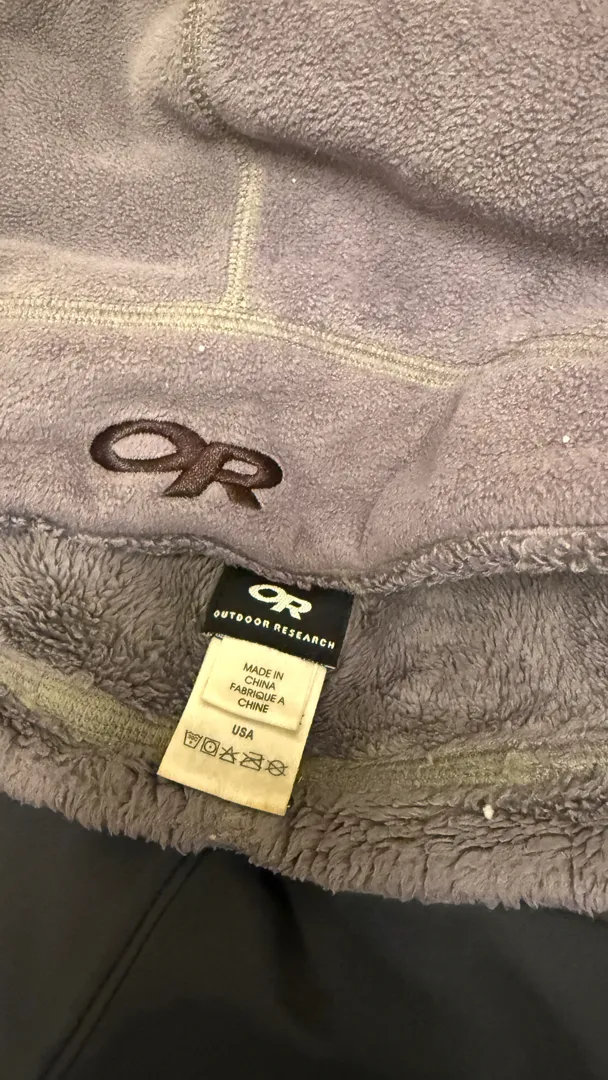 OR
OR
OUTDOOR RESEARCH
MADE IN
CHINA
FABRIQUE A
CHINE
USA